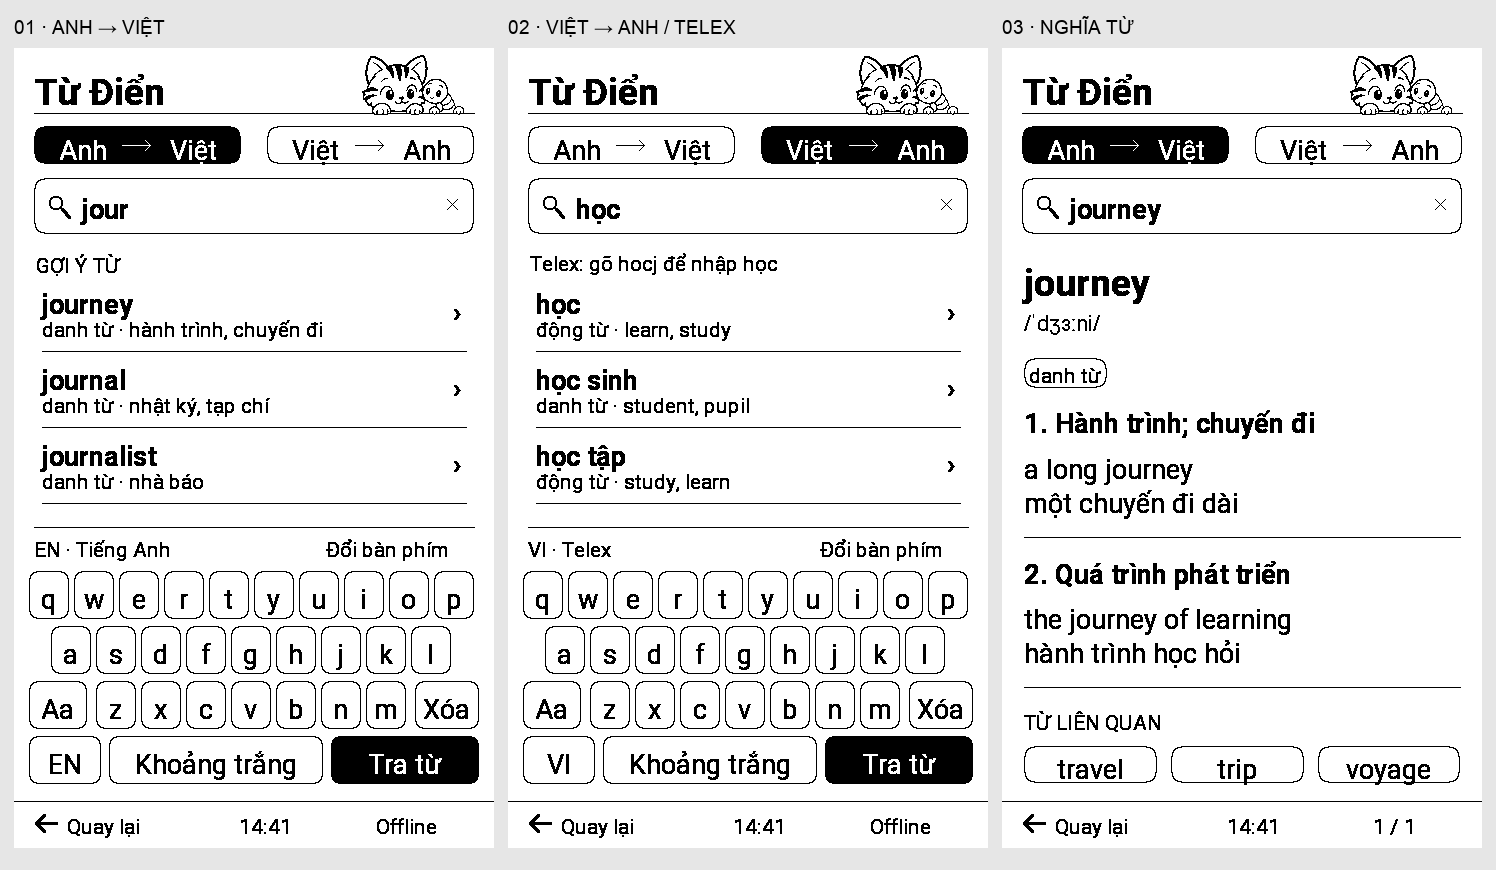 01 · ANH → VIỆT
Từ Điển
Anh → Việt
Việt → Anh
jour
GỢI Ý TỪ
journey
danh từ · hành trình, chuyến đi
journal
danh từ · nhật ký, tạp chí
journalist
danh từ · nhà báo
EN · Tiếng Anh
Đổi bàn phím
q w e r t y u i o p
a s d f g h j k l
Aa z x c v b n m Xóa
EN Khoảng trắng Tra từ
← Quay lại 14:41 Offline
02 · VIỆT → ANH / TELEX
Từ Điển
Anh → Việt
Việt → Anh
học
Telex: gõ hocj để nhập học
học
động từ · learn, study
học sinh
danh từ · student, pupil
học tập
động từ · study, learn
VI · Telex
Đổi bàn phím
q w e r t y u i o p
a s d f g h j k l
Aa z x c v b n m Xóa
VI Khoảng trắng Tra từ
← Quay lại 14:41 Offline
03 · NGHĨA TỪ
Từ Điển
Anh → Việt
Việt → Anh
journey
journey
/ˈdʒɜːni/
danh từ
1. Hành trình; chuyến đi
a long journey
một chuyến đi dài
2. Quá trình phát triển
the journey of learning
hành trình học hỏi
TỪ LIÊN QUAN
travel trip voyage
← Quay lại 14:41 1 / 1